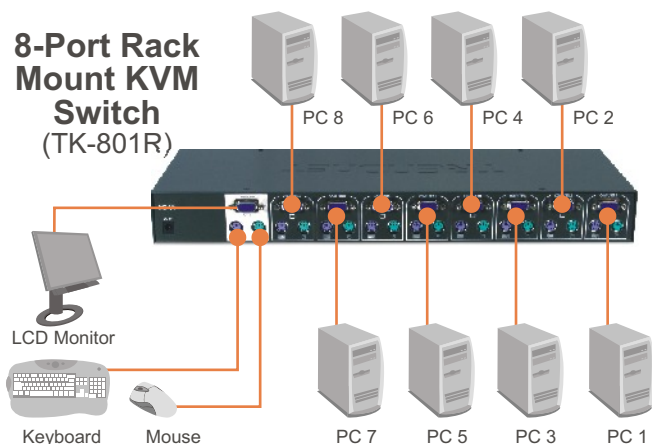 8-Port Rack
Mount KVM
Switch
(TK-801R)
PC 8
PC 6
PC 4
PC 2
LCD Monitor
Keyboard
Mouse
PC 7
PC 5
PC 3
PC 1